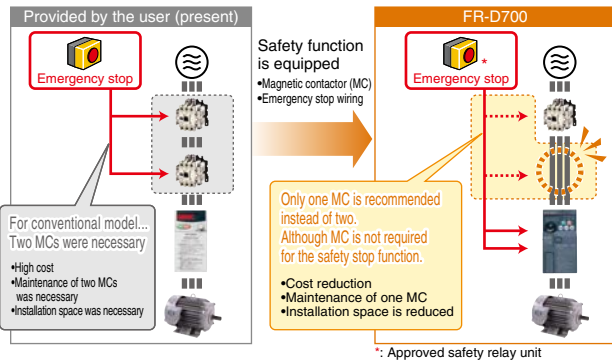 Provided by the user (present)
Emergency stop
For conventional model...
Two MCs were necessary
•High cost
•Maintenance of two MCs
was necessary
•Installation space was necessary
Safety function
is equipped
•Magnetic contactor (MC)
•Emergency stop wiring
FR-D700
Emergency stop
*
Only one MC is recommended
instead of two.
Although MC is not required
for the safety stop function.
•Cost reduction
•Maintenance of one MC
•Installation space is reduced
*: Approved safety relay unit